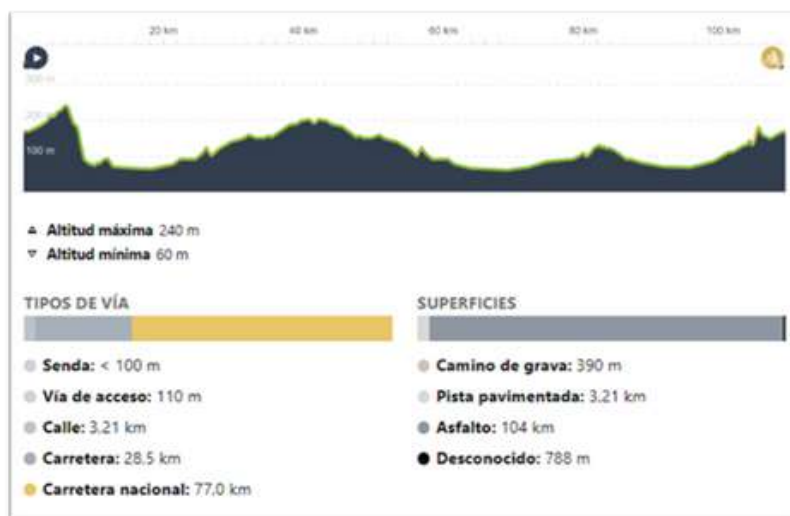 20 km 40 km 60 km 80 km 100 km
300 m
200 m
100 m
Altitud máxima 240 m
Altitud mínima 60 m
TIPOS DE VÍA
Senda: < 100 m
Vía de acceso: 110 m
Calle: 3,21 km
Carretera: 28,5 km
Carretera nacional: 77,0 km
SUPERFICIES
Camino de grava: 390 m
Pista pavimentada: 3,21 km
Asfalto: 104 km
Desconocido: 788 m